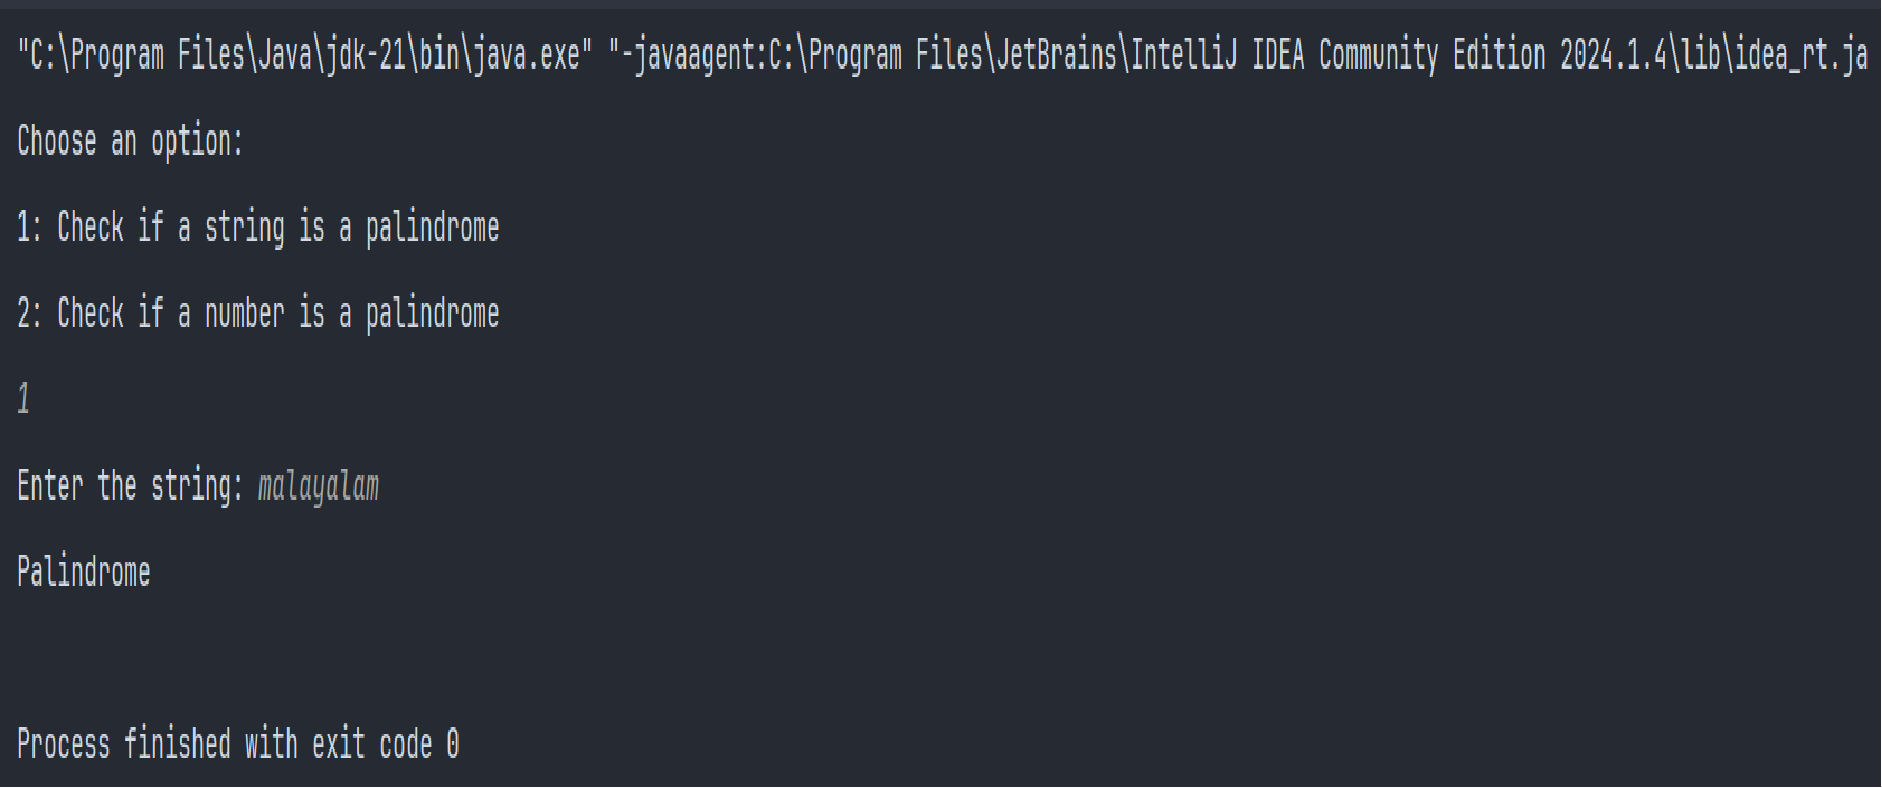 "C:\Program Files\Java\jdk-21\bin\java.exe" "-javaagent:C:\Program Files\JetBrains\IntelliJ IDEA Community Edition 2024.1.4\lib\idea_rt.ja
Choose an option:
1: Check if a string is a palindrome
2: Check if a number is a palindrome
1
Enter the string: malayalam
Palindrome
Process finished with exit code 0